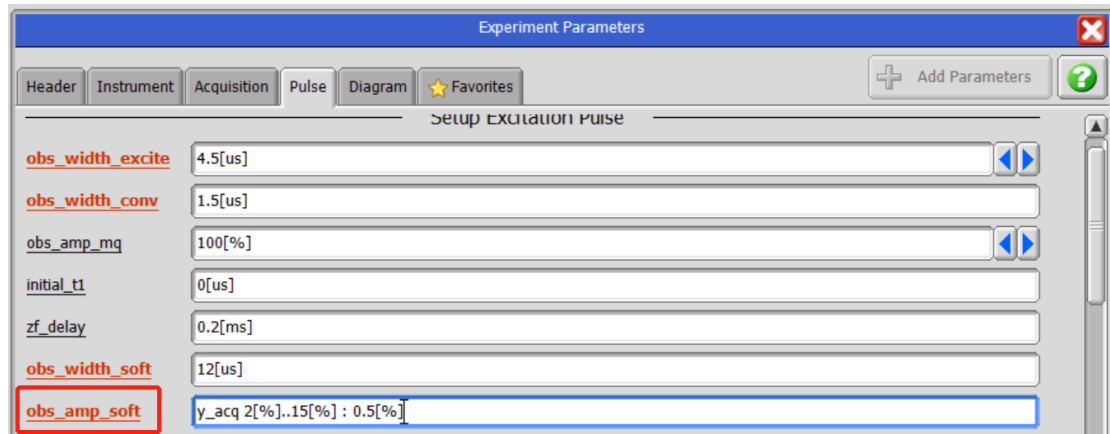 Experiment Parameters
Header Instrument Acquisition Pulse Diagram Favorites Add Parameters
Setup Excitation Pulse
obs_width_excite 4.5[us]
obs_width_conv 1.5[us]
obs_amp_mq 100[%]
initial_t1 0[us]
zf_delay 0.2[ms]
obs_width_soft 12[us]
obs_amp_soft y_acq 2[%]..15[%] : 0.5[%]